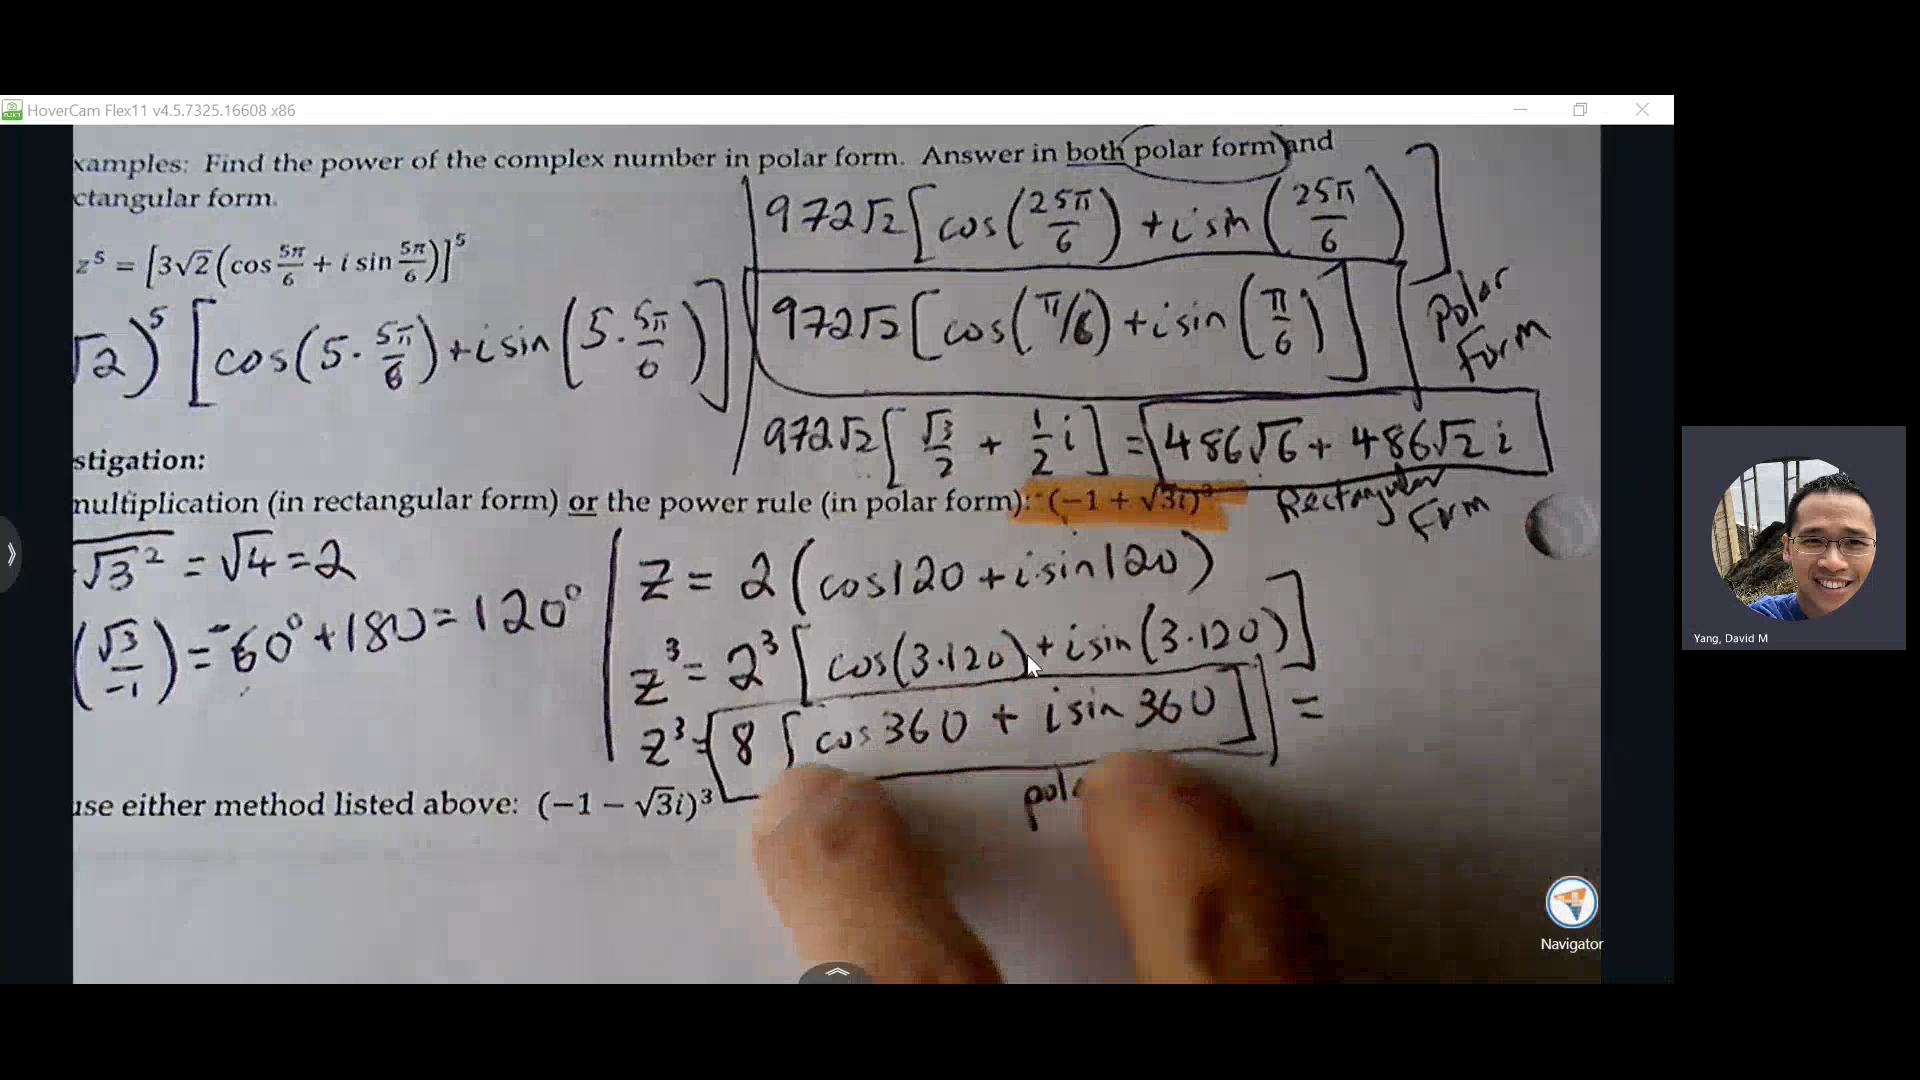 HoverCam Flex11 v4.5.7325.16608 x86
xamples: Find the power of the complex number in polar form. Answer in both polar form and
ctangular form.
z⁵ = [3√2(cos 5π/6 + i sin 5π/6)]⁵
√2)⁵ [cos(5·5π/6) + i sin(5·5π/6)]
972√2 [cos(25π/6) + i sin(25π/6)]
972√2 [cos(π/6) + i sin(π/6)]
Polar Form
972√2 [√3/2 + 1/2 i] = 486√6 + 486√2 i
Rectangular Form
stigation:
multiplication (in rectangular form) or the power rule (in polar form): (−1 + √3i)³
√3² = √4 = 2
(√3/-1) = -60° + 180 = 120°
z = 2(cos120 + i sin120)
z³ = 2³ [cos(3·120) + i sin(3·120)]
z³ = 8 [cos360 + i sin 360] =
pola
use either method listed above: (−1 − √3i)³
Navigator
Yang, David M